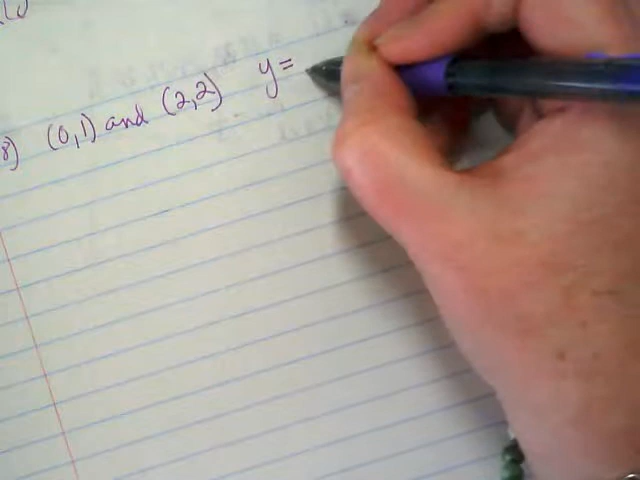 8) (0,1) and (2,2) y=